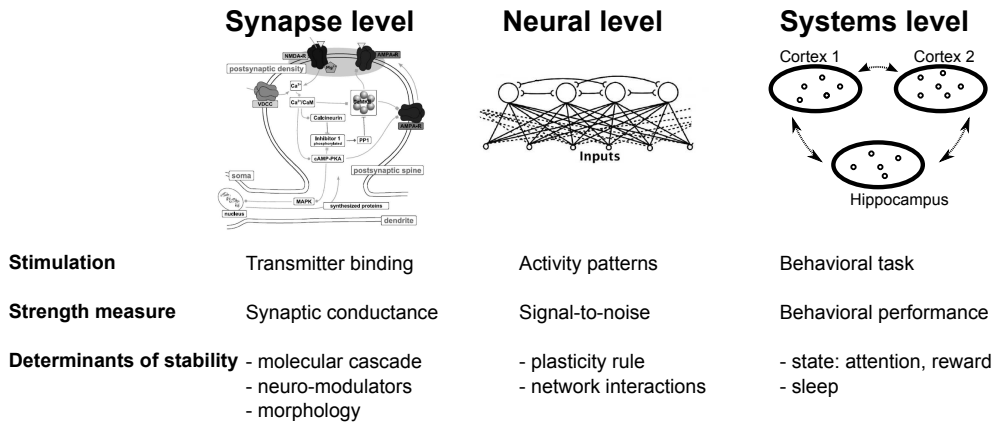 Synapse level
Neural level
Systems level
NMDA-R
AMPA-R
Mg²⁺
postsynaptic density
Ca²⁺
VDCC
Ca²⁺/CaM
CaMKII
Calcineurin
AMPA-R
Inhibitor 1
phosphorylated
PP1
cAMP-PKA
postsynaptic spine
soma
MAPK
synthesized proteins
nucleus
dendrite
Inputs
Cortex 1
Cortex 2
Hippocampus
Stimulation
Transmitter binding
Activity patterns
Behavioral task
Strength measure
Synaptic conductance
Signal-to-noise
Behavioral performance
Determinants of stability
- molecular cascade
- plasticity rule
- state: attention, reward
- neuro-modulators
- network interactions
- sleep
- morphology